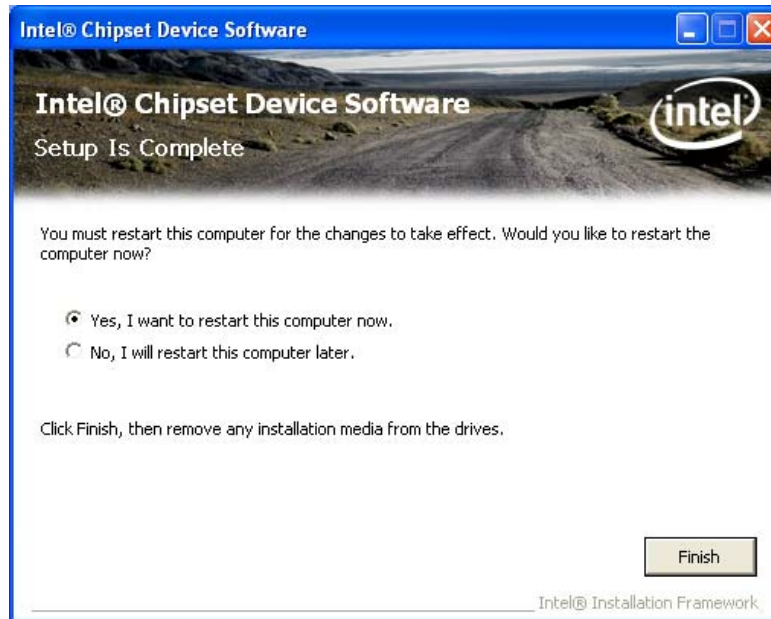 Intel® Chipset Device Software
Intel® Chipset Device Software
intel
Setup Is Complete
You must restart this computer for the changes to take effect. Would you like to restart the
computer now?
Yes, I want to restart this computer now.
No, I will restart this computer later.
Click Finish, then remove any installation media from the drives.
Finish
Intel® Installation Framework